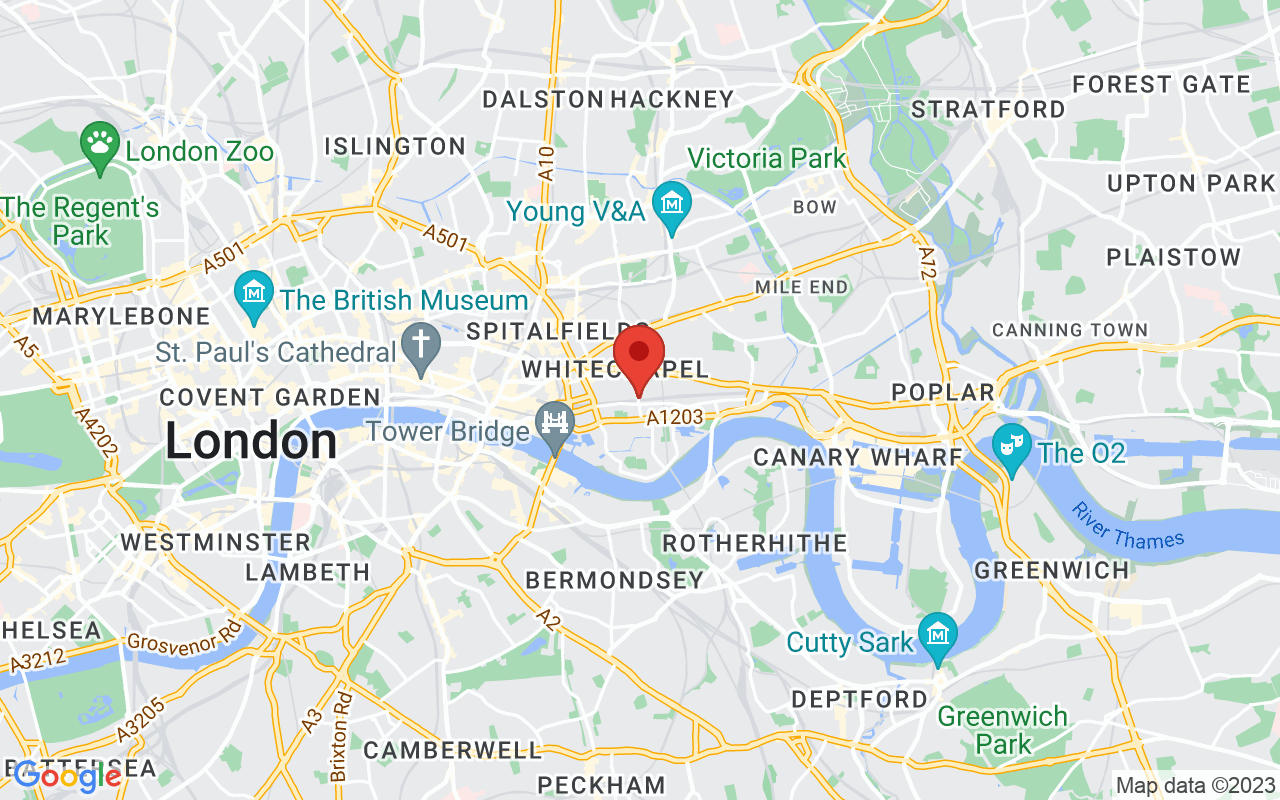 FOREST GATE
DALSTON
HACKNEY
STRATFORD
ISLINGTON
A10
London Zoo
Victoria Park
UPTON PARK
The Regent's
Park
Young V&A
BOW
A501
A501
A72
PLAISTOW
MILE END
The British Museum
MARYLEBONE
SPITALFIELDS
CANNING TOWN
A5
St. Paul's Cathedral
WHITECHAPEL
POPLAR
COVENT GARDEN
A4202
A1203
London
Tower Bridge
CANARY WHARF
The O2
River Thames
WESTMINSTER
ROTHERHITHE
LAMBETH
BERMONDSEY
GREENWICH
HELSEA
Grosvenor Rd
A3212
A2
Cutty Sark
A3205
A3
Brixton Rd
DEPTFORD
Greenwich
Park
CAMBERWELL
BATTERSEA
Google
PECKHAM
Map data ©2023